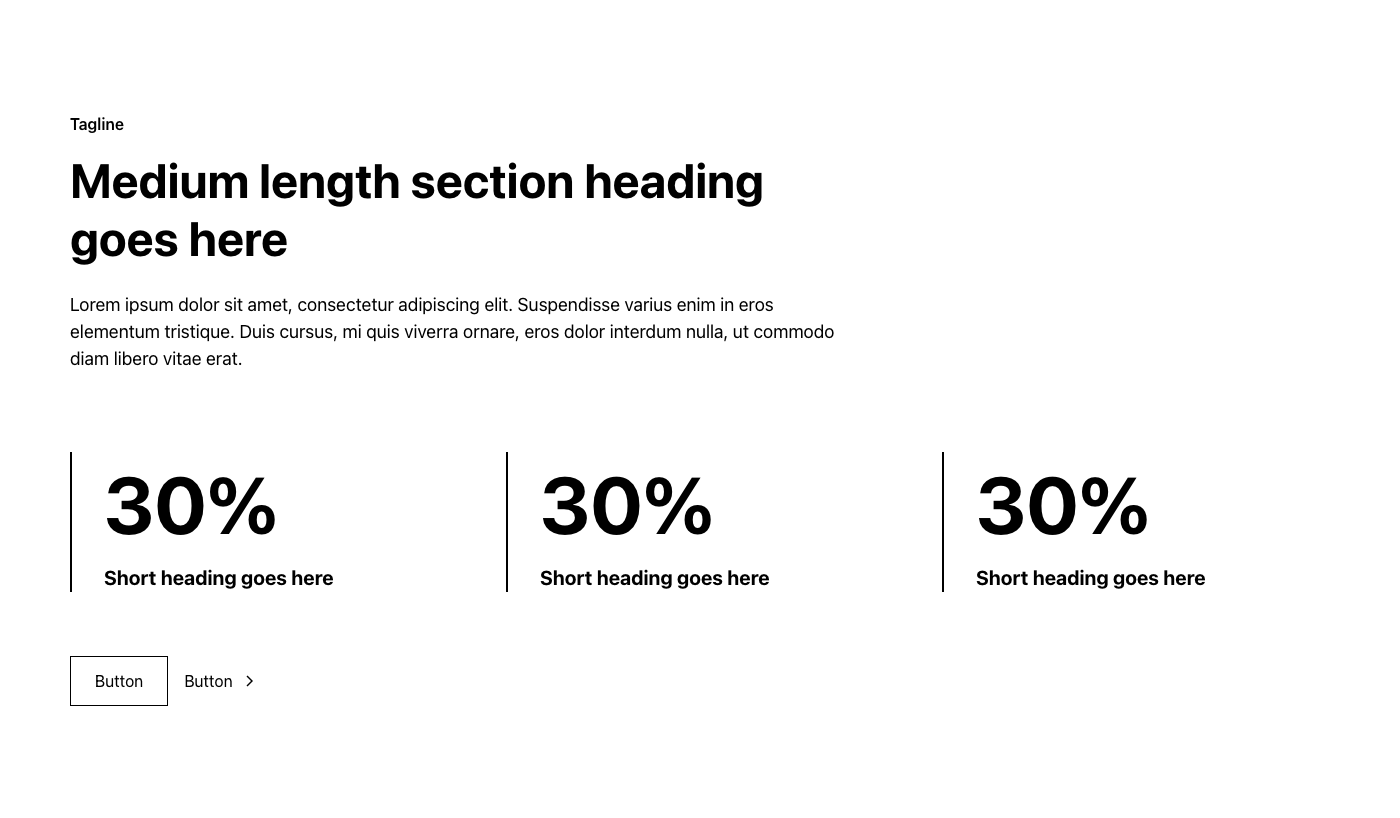 Tagline
Medium length section heading
goes here
Lorem ipsum dolor sit amet, consectetur adipiscing elit. Suspendisse varius enim in eros
elementum tristique. Duis cursus, mi quis viverra ornare, eros dolor interdum nulla, ut commodo
diam libero vitae erat.
30%
Short heading goes here
30%
Short heading goes here
30%
Short heading goes here
Button
Button